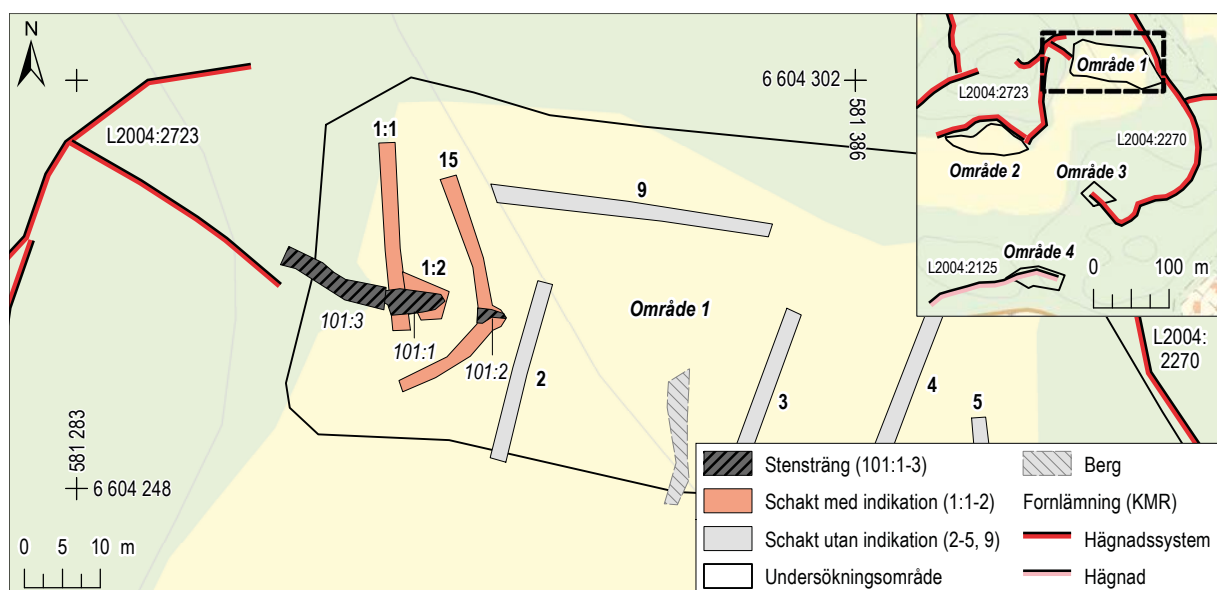 N
L2004:2723
1:1
15
9
6 604 302
581 386
1:2
101:3
101:1
101:2
Område 1
2
3
4
5
581 283
6 604 248
0 5 10 m
Område 1
L2004:2723
L2004:2270
Område 2
Område 3
Område 4
L2004:2125
0 100 m
L2004:
2270
Stensträng (101:1-3)
Schakt med indikation (1:1-2)
Schakt utan indikation (2-5, 9)
Undersökningsområde
Berg
Fornlämning (KMR)
Hägnadssystem
Hägnad